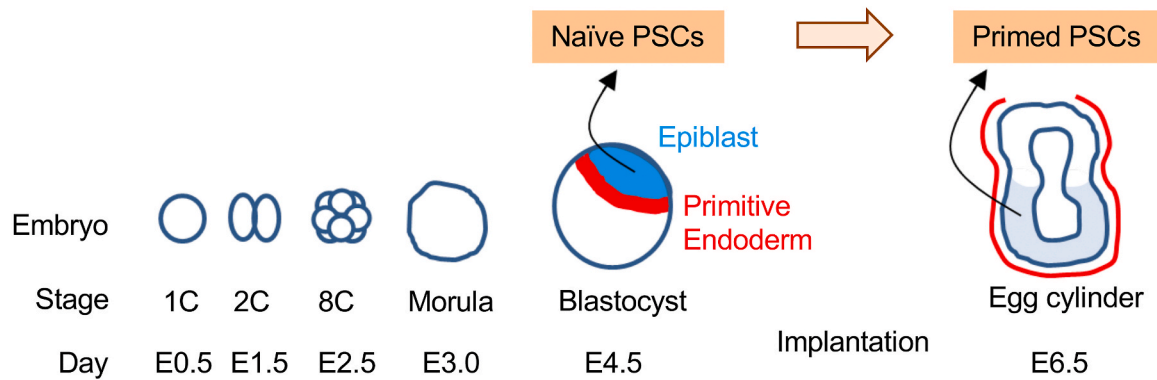 Naïve PSCs
Primed PSCs
Epiblast
Primitive
Endoderm
Embryo
Stage 1C 2C 8C Morula Blastocyst Egg cylinder
Implantation
Day E0.5 E1.5 E2.5 E3.0 E4.5 E6.5